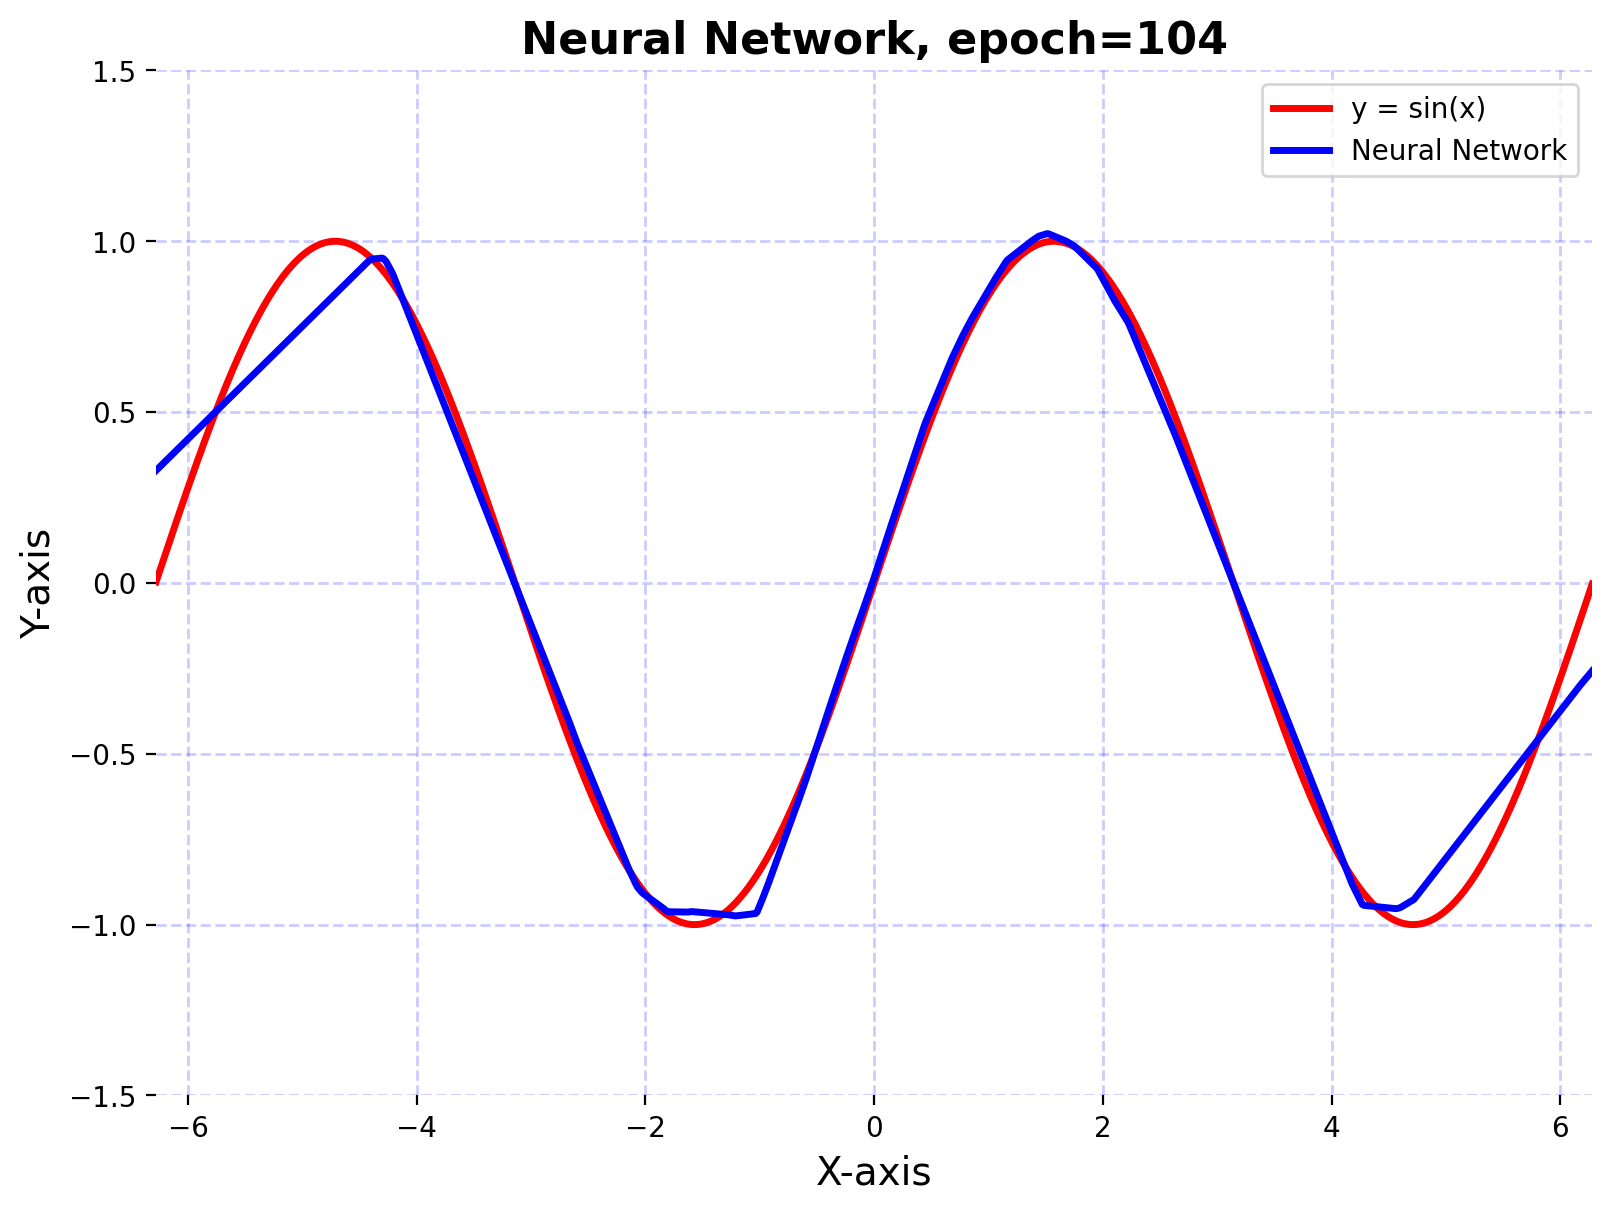 Neural Network, epoch=104
y = sin(x)
Neural Network
Y-axis
1.5
1.0
0.5
0.0
−0.5
−1.0
−1.5
−6 −4 −2 0 2 4 6
X-axis